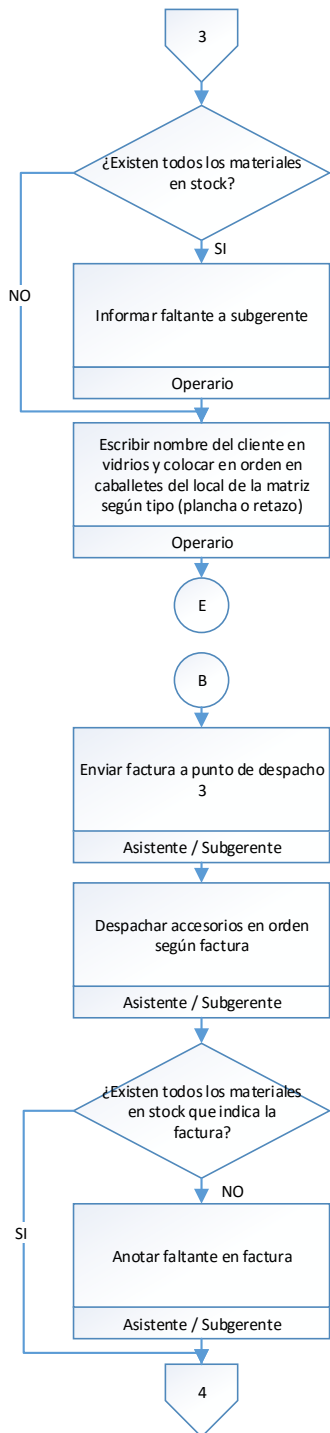 3
¿Existen todos los materiales
en stock?
SI
NO
Informar faltante a subgerente
Operario
Escribir nombre del cliente en
vidrios y colocar en orden en
caballetes del local de la matriz
según tipo (plancha o retazo)
Operario
E
B
Enviar factura a punto de despacho
3
Asistente / Subgerente
Despachar accesorios en orden
según factura
Asistente / Subgerente
¿Existen todos los materiales
en stock que indica la
factura?
NO
SI
Anotar faltante en factura
Asistente / Subgerente
4